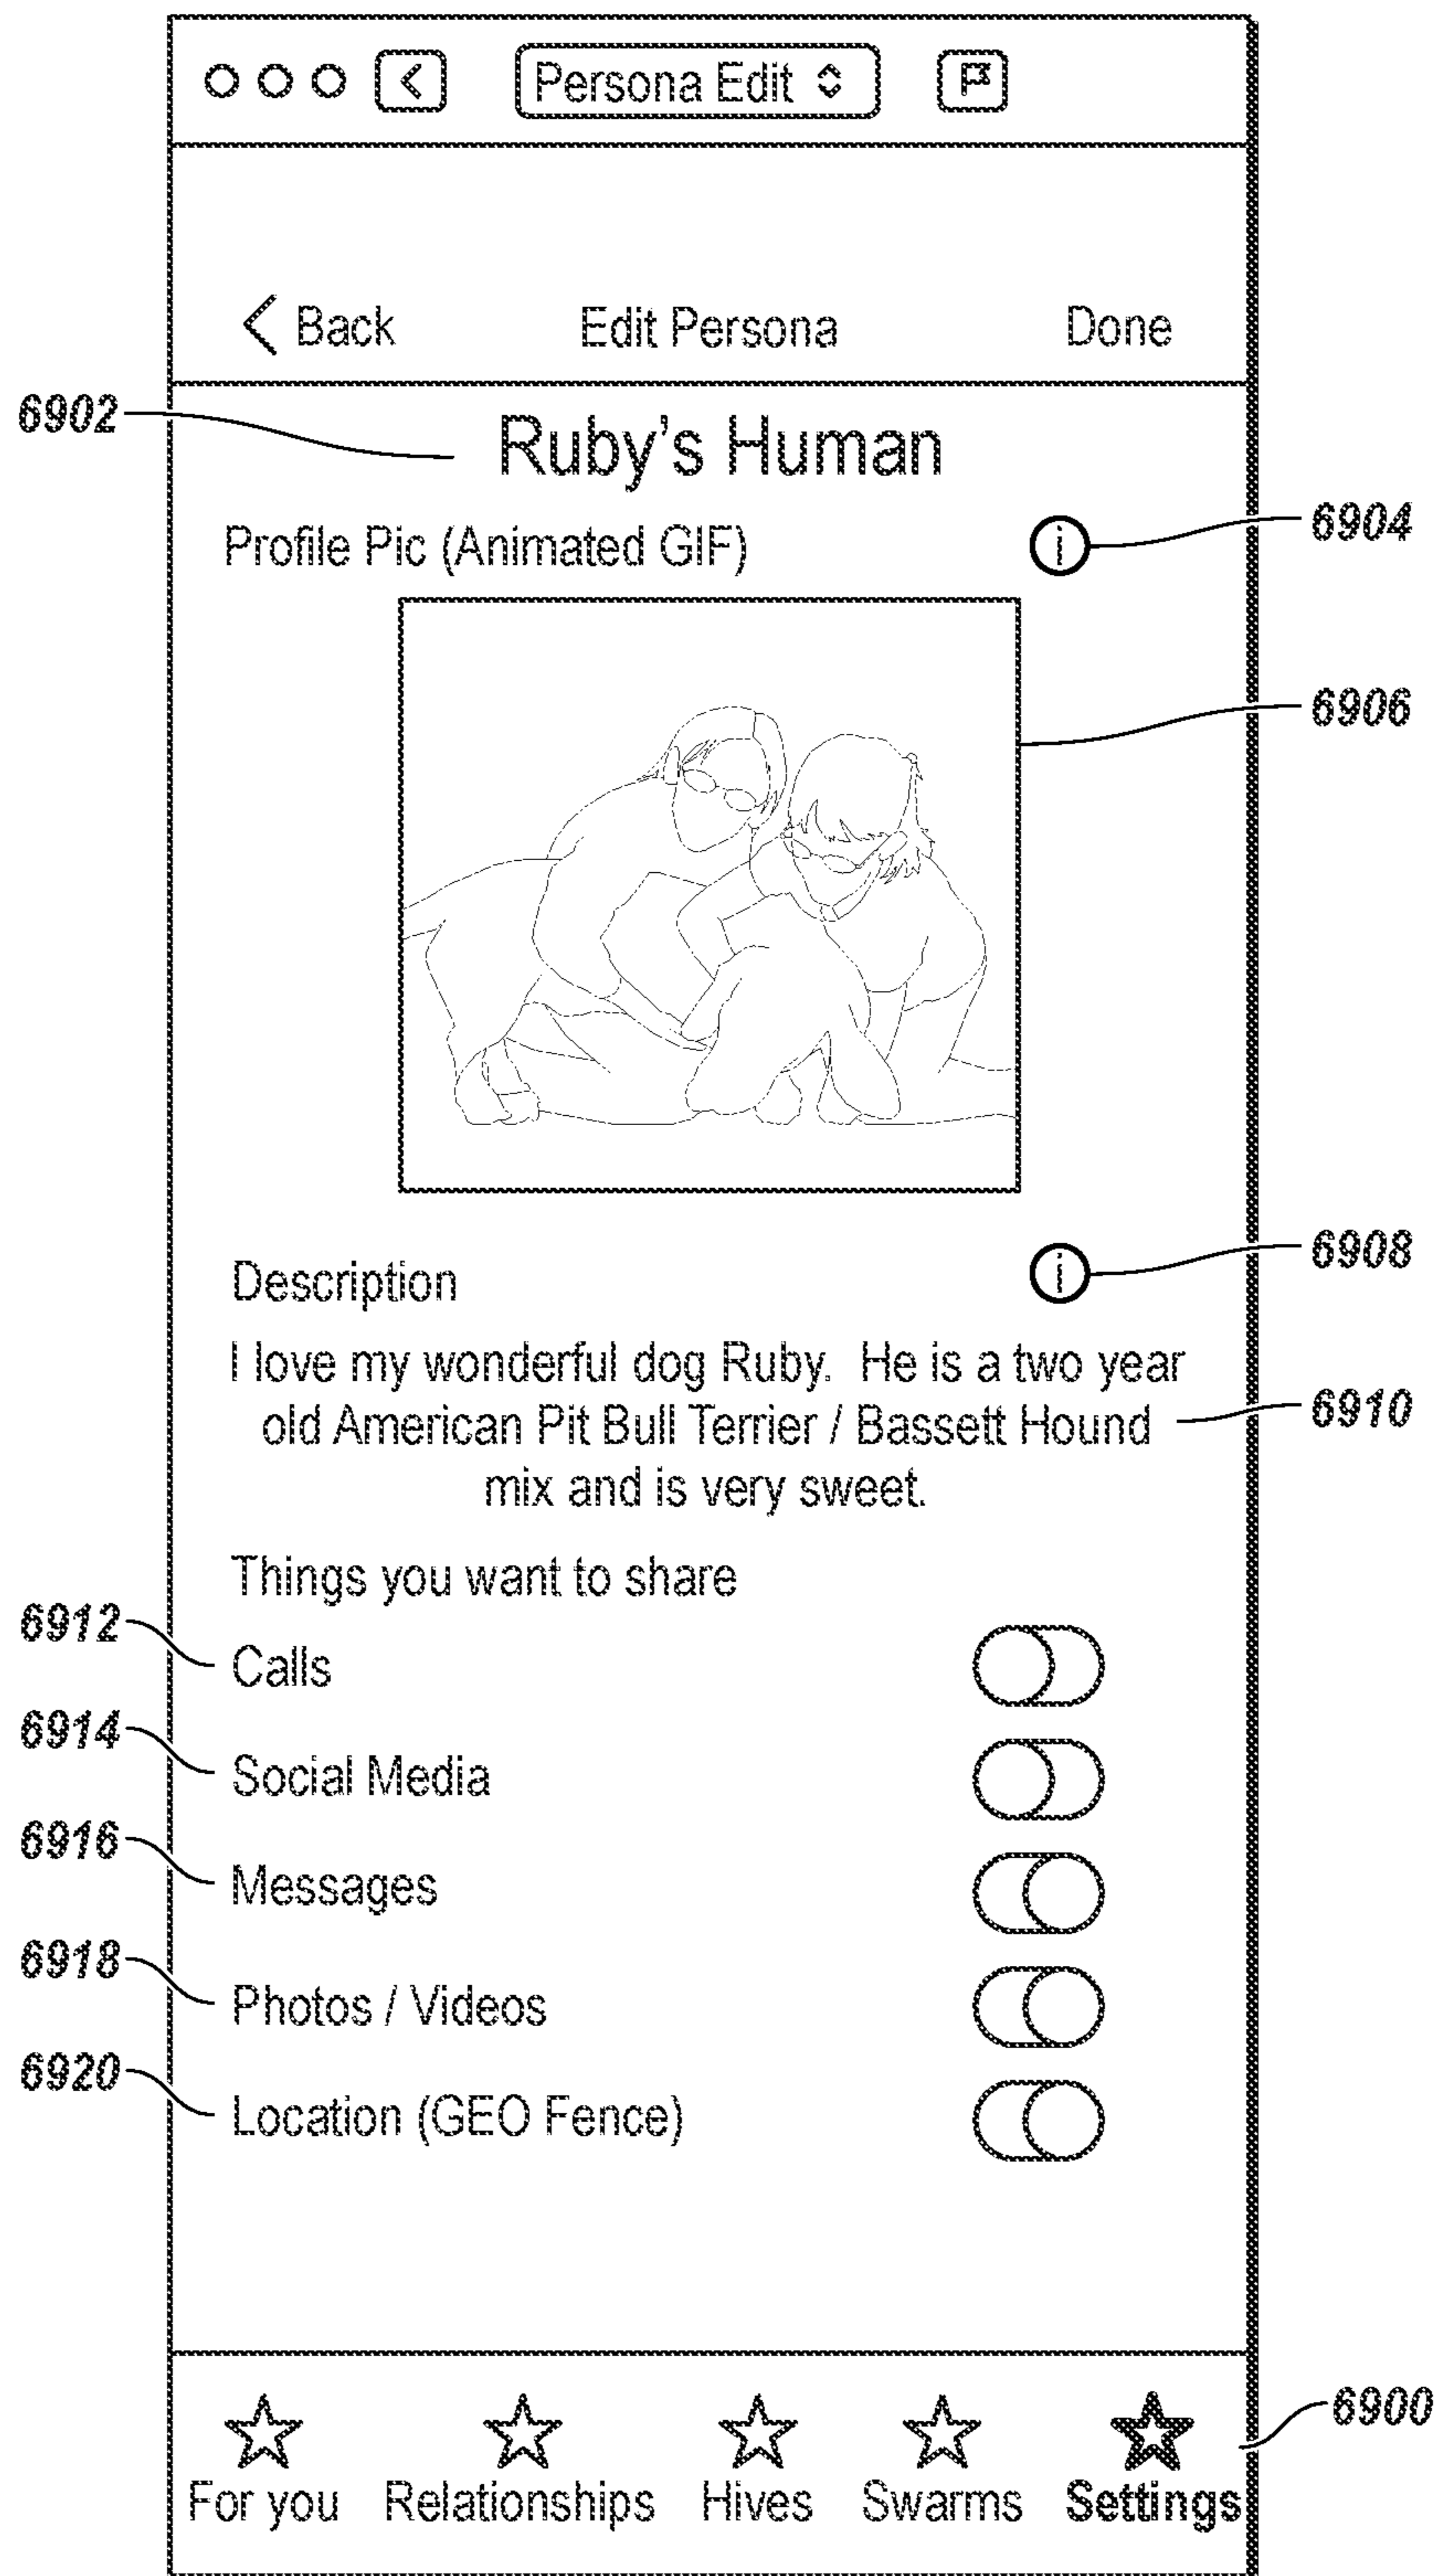 Persona Edit
< Back Edit Persona Done
6902
Ruby's Human
Profile Pic (Animated GIF)
6904
6906
Description
6908
I love my wonderful dog Ruby. He is a two year
old American Pit Bull Terrier / Bassett Hound
6910
mix and is very sweet.
Things you want to share
6912
Calls
6914
Social Media
6916
Messages
6918
Photos / Videos
6920
Location (GEO Fence)
6900
For you Relationships Hives Swarms Settings